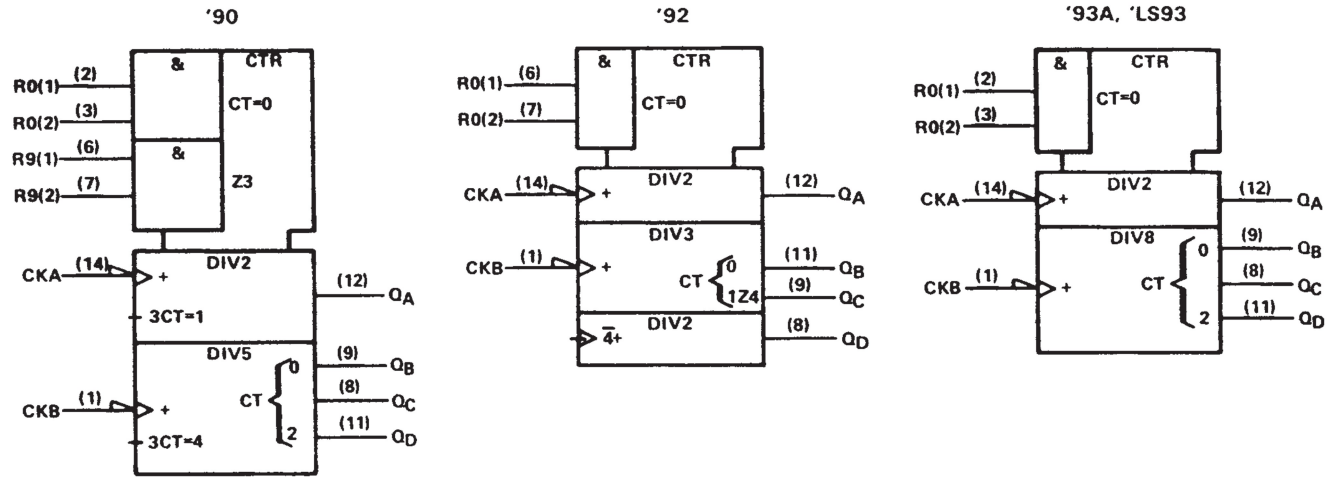 '90
&
CTR
R0(1) (2)
CT=0
R0(2) (3)
R9(1) (6)
&
R9(2) (7)
Z3
DIV2
CKA (14) +
(12) QA
3CT=1
DIV5
0 (9) QB
CT (8) QC
CKB (1) +
2 (11) QD
3CT=4
'92
&
CTR
R0(1) (6)
CT=0
R0(2) (7)
DIV2
CKA (14) +
(12) QA
DIV3
CKB (1) +
0 (11) QB
CT
1Z4 (9) QC
DIV2
4̅+
(8) QD
'93A, 'LS93
&
CTR
R0(1) (2)
CT=0
R0(2) (3)
DIV2
CKA (14) +
(12) QA
DIV8
0 (9) QB
CKB (1) +
CT (8) QC
2 (11) QD